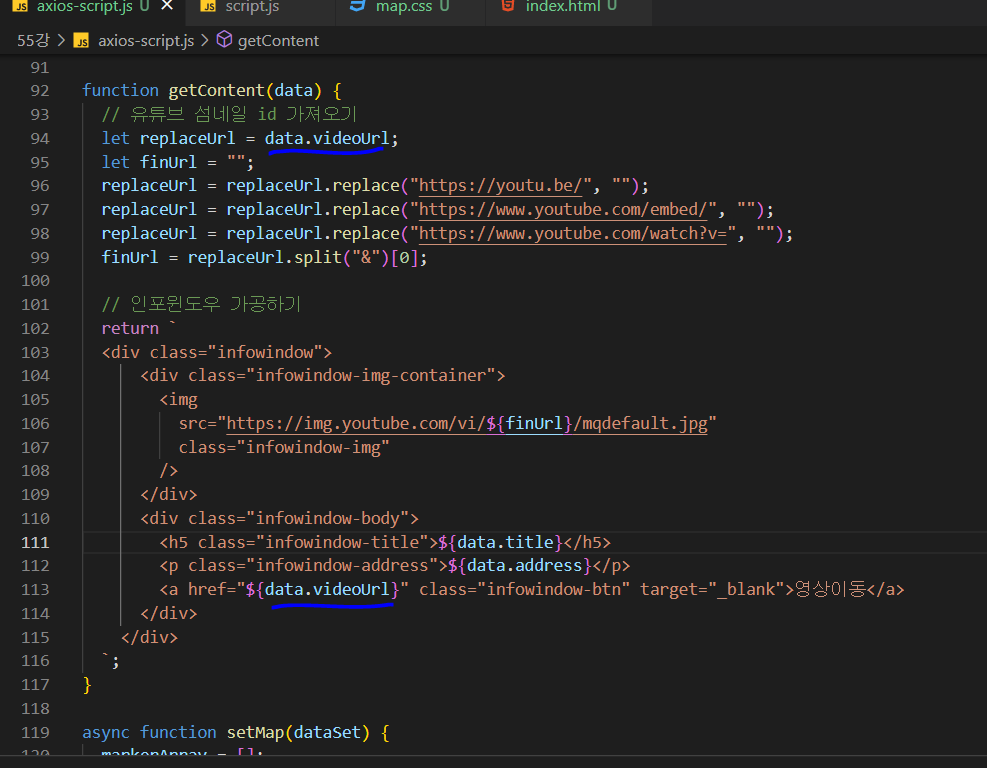 axios-script.js U
script.js
map.css U
index.html U
55강 > axios-script.js > getContent
91
92 function getContent(data) {
93 // 유튜브 섬네일 id 가져오기
94 let replaceUrl = data.videoUrl;
95 let finUrl = "";
96 replaceUrl = replaceUrl.replace("https://youtu.be/", "");
97 replaceUrl = replaceUrl.replace("https://www.youtube.com/embed/", "");
98 replaceUrl = replaceUrl.replace("https://www.youtube.com/watch?v=", "");
99 finUrl = replaceUrl.split("&")[0];
100
101 // 인포윈도우 가공하기
102 return `
103 <div class="infowindow">
104 <div class="infowindow-img-container">
105 <img
106 src="https://img.youtube.com/vi/${finUrl}/mqdefault.jpg"
107 class="infowindow-img"
108 />
109 </div>
110 <div class="infowindow-body">
111 <h5 class="infowindow-title">${data.title}</h5>
112 <p class="infowindow-address">${data.address}</p>
113 <a href="${data.videoUrl}" class="infowindow-btn" target="_blank">영상이동</a>
114 </div>
115 </div>
116 `;
117 }
118
119 async function setMap(dataSet) {
120 markerArray = [];